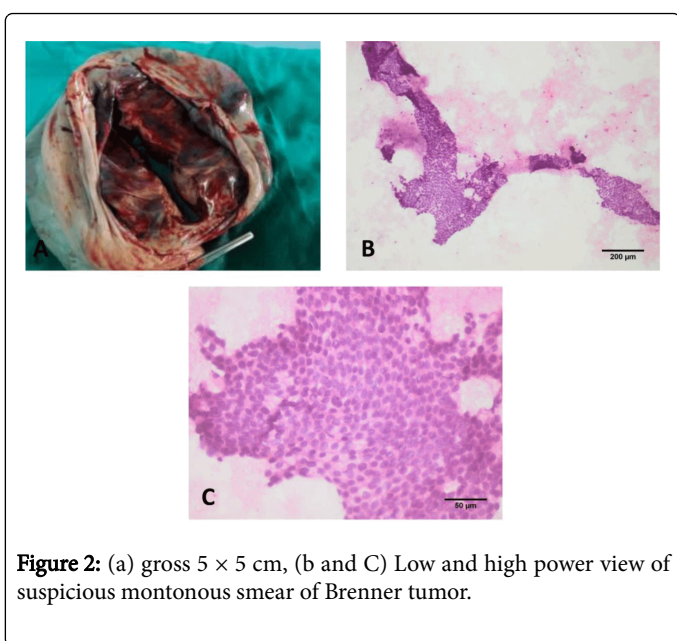 A
B
200 µm
C
50 µm
Figure 2: (a) gross 5 × 5 cm, (b and C) Low and high power view of
suspicious montonous smear of Brenner tumor.